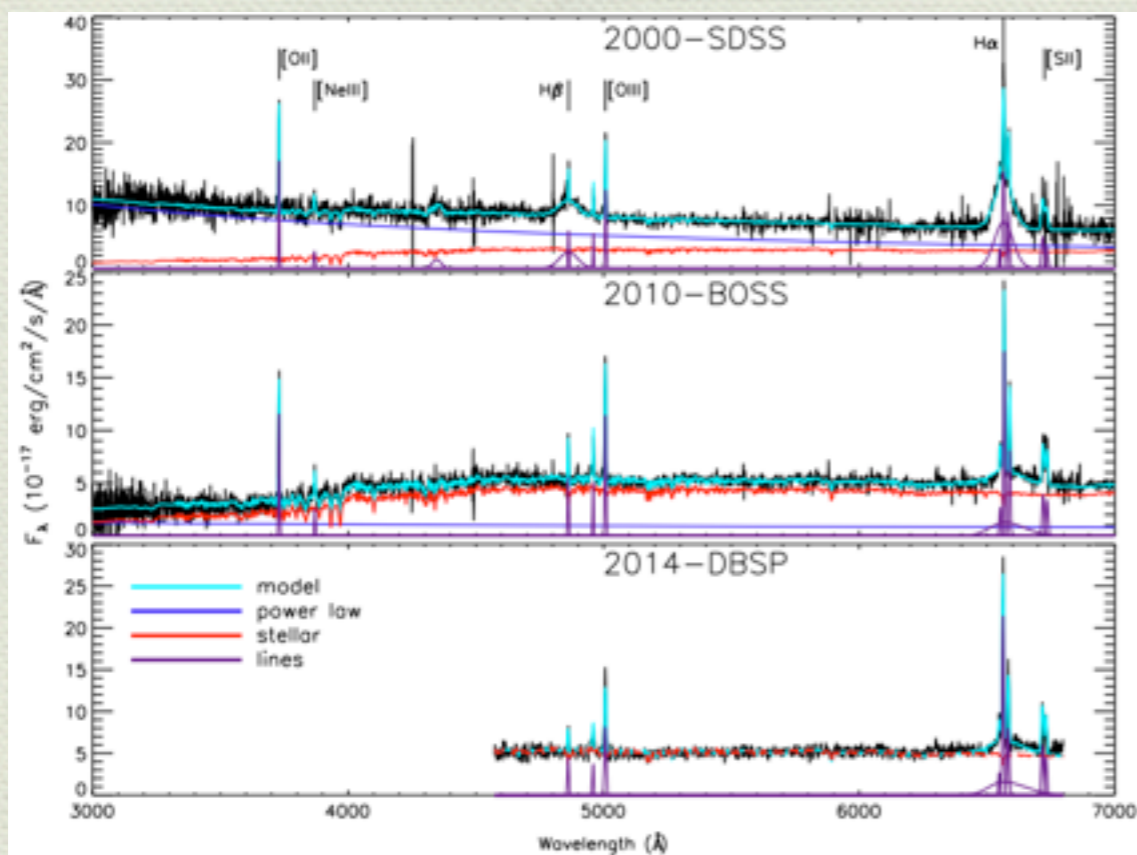 2000-SDSS
Hα
[SII]
[OII]
[NeIII]
Hβ
[OIII]
40
30
20
10
0
2010-BOSS
25
20
15
10
5
0
2014-DBSP
30
25
20
15
10
5
0
model
power law
stellar
lines
F_λ (10⁻¹⁷ erg/cm²/s/Å)
3000 4000 5000 6000 7000
Wavelength (Å)